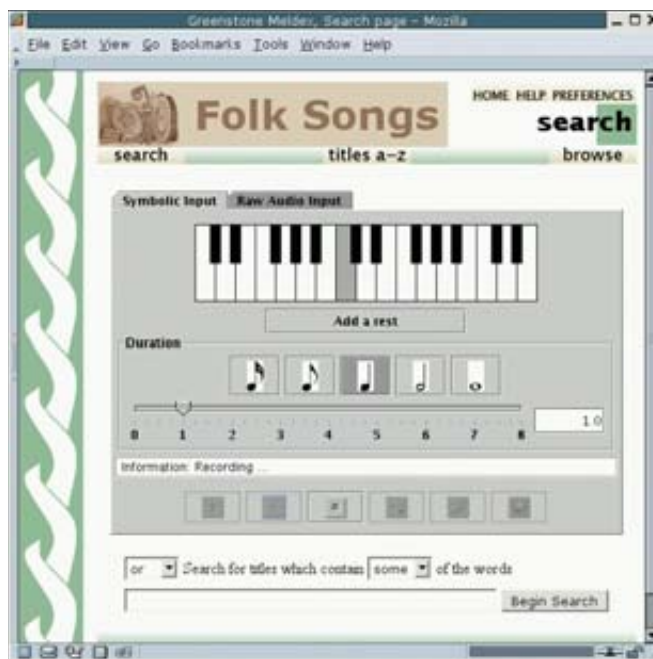 Greenstone Meldex, Search page - Mozilla
File Edit View Go Bookmarks Tools Window Help
HOME HELP PREFERENCES
Folk Songs
search
search titles a-z browse
Symbolic Input Raw Audio Input
Add a rest
Duration
0 1 2 3 4 5 6 7 8
1.0
Information: Recording ...
or Search for titles which contain some of the words
Begin Search